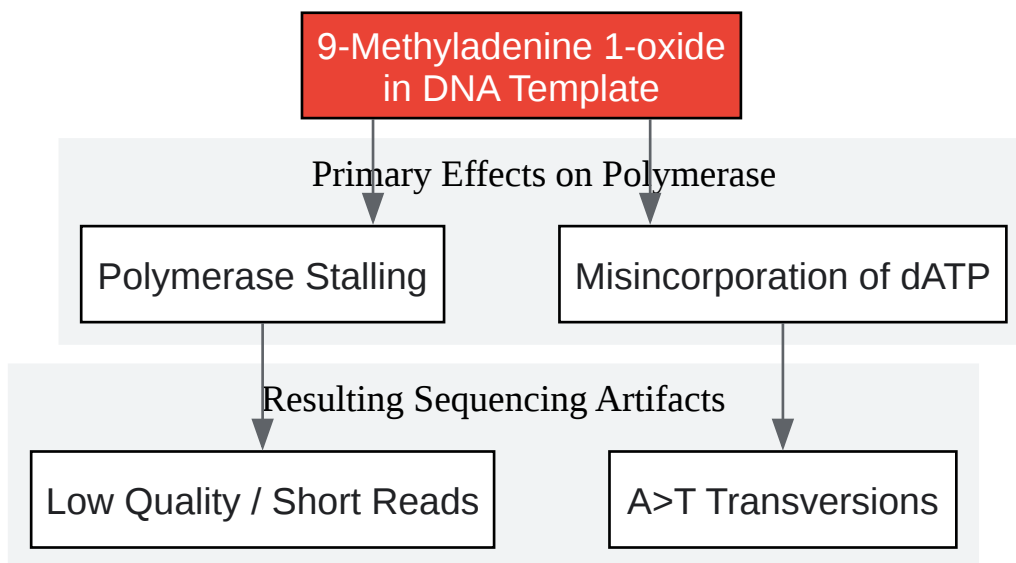 9-Methyladenine 1-oxide
in DNA Template
Primary Effects on Polymerase
Polymerase Stalling
Misincorporation of dATP
Resulting Sequencing Artifacts
Low Quality / Short Reads
A>T Transversions